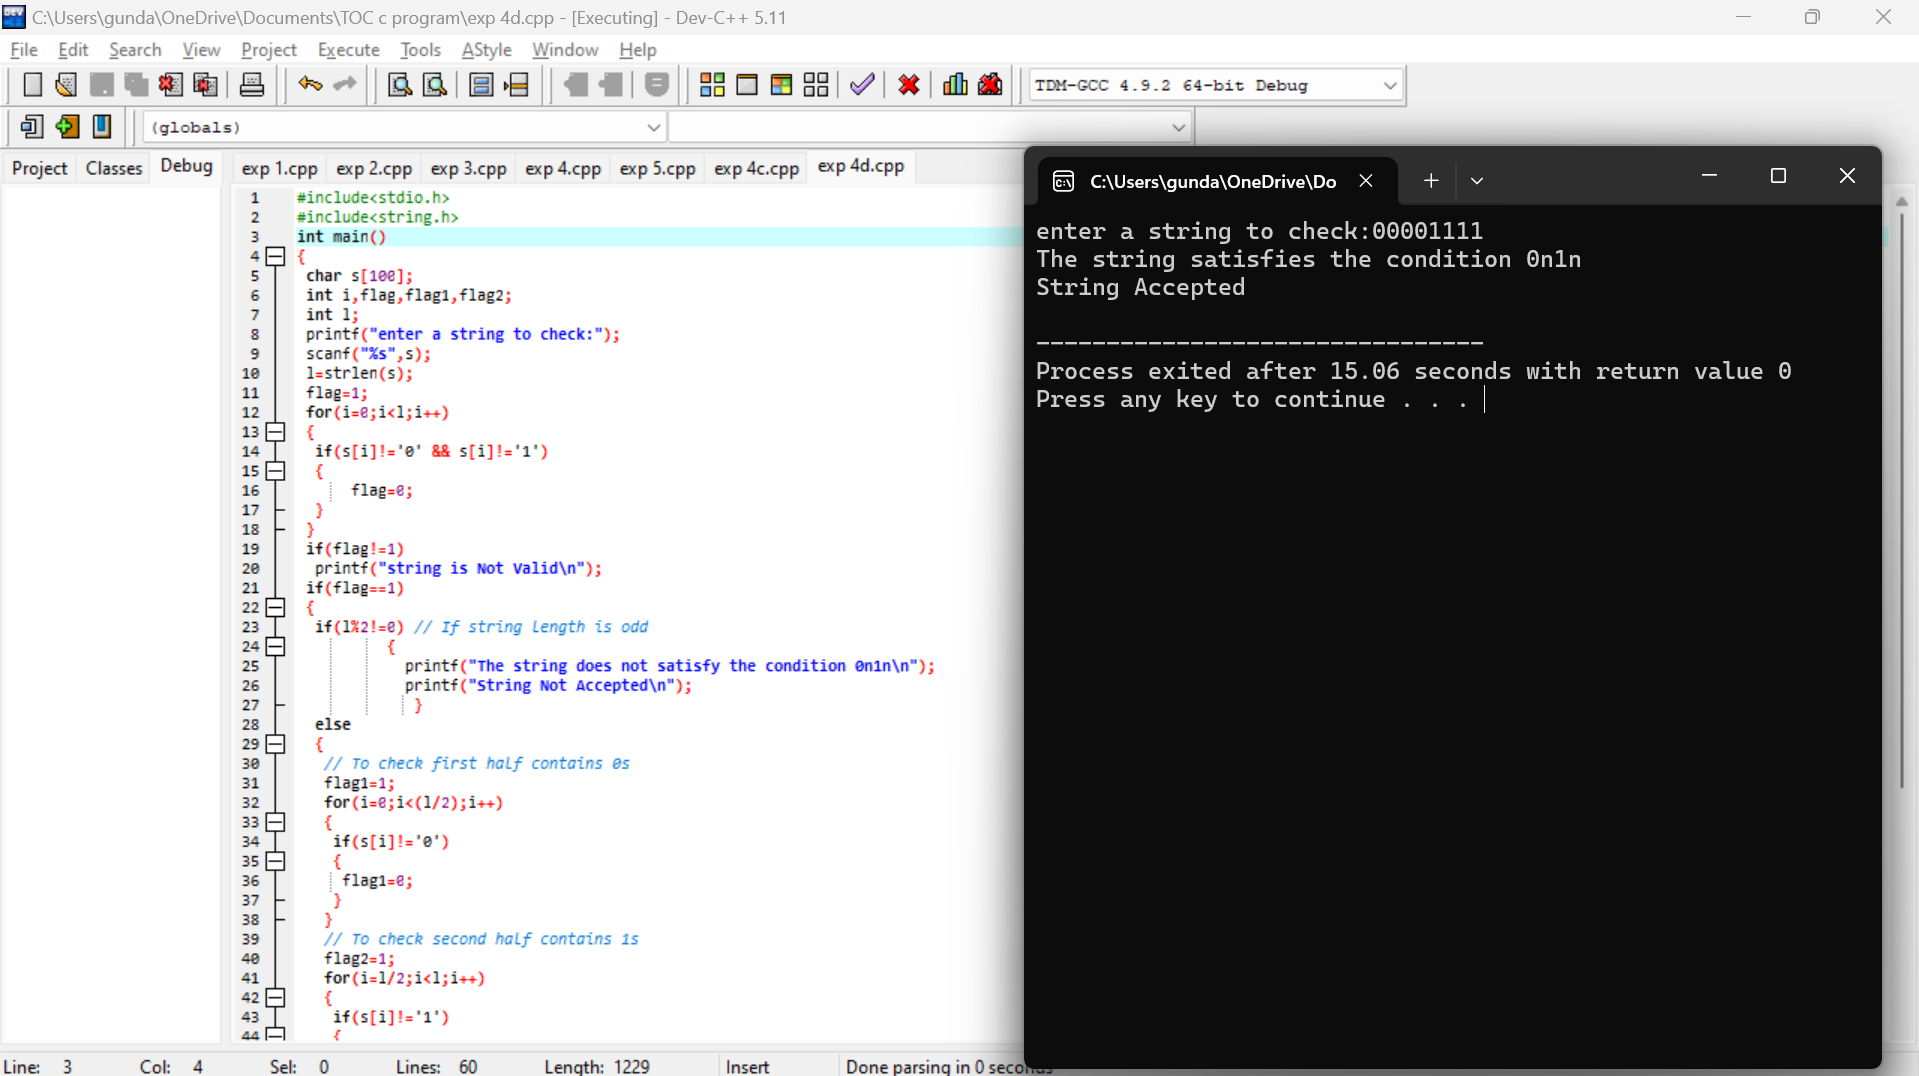 C:\Users\gunda\OneDrive\Documents\TOC c program\exp 4d.cpp - [Executing] - Dev-C++ 5.11
File Edit Search View Project Execute Tools AStyle Window Help
TDM-GCC 4.9.2 64-bit Debug
(globals)
Project Classes Debug exp 1.cpp exp 2.cpp exp 3.cpp exp 4.cpp exp 5.cpp exp 4c.cpp exp 4d.cpp
1 #include<stdio.h>
2 #include<string.h>
3 int main()
4 {
5 char s[100];
6 int i,flag,flag1,flag2;
7 int l;
8 printf("enter a string to check:");
9 scanf("%s",s);
10 l=strlen(s);
11 flag=1;
12 for(i=0;i<l;i++)
13 {
14 if(s[i]!='0' && s[i]!='1')
15 {
16 flag=0;
17 }
18 }
19 if(flag!=1)
20 printf("string is Not Valid\n");
21 if(flag==1)
22 {
23 if(l%2!=0) // If string length is odd
24 {
25 printf("The string does not satisfy the condition 0n1n\n");
26 printf("String Not Accepted\n");
27 }
28 else
29 {
30 // To check first half contains 0s
31 flag1=1;
32 for(i=0;i<(l/2);i++)
33 {
34 if(s[i]!='0')
35 {
36 flag1=0;
37 }
38 }
39 // To check second half contains 1s
40 flag2=1;
41 for(i=l/2;i<l;i++)
42 {
43 if(s[i]!='1')
44 {
C:\Users\gunda\OneDrive\Do
enter a string to check:00001111
The string satisfies the condition 0n1n
String Accepted
--------------------------------
Process exited after 15.06 seconds with return value 0
Press any key to continue . . .
Line: 3 Col: 4 Sel: 0 Lines: 60 Length: 1229 Insert Done parsing in 0 seconds